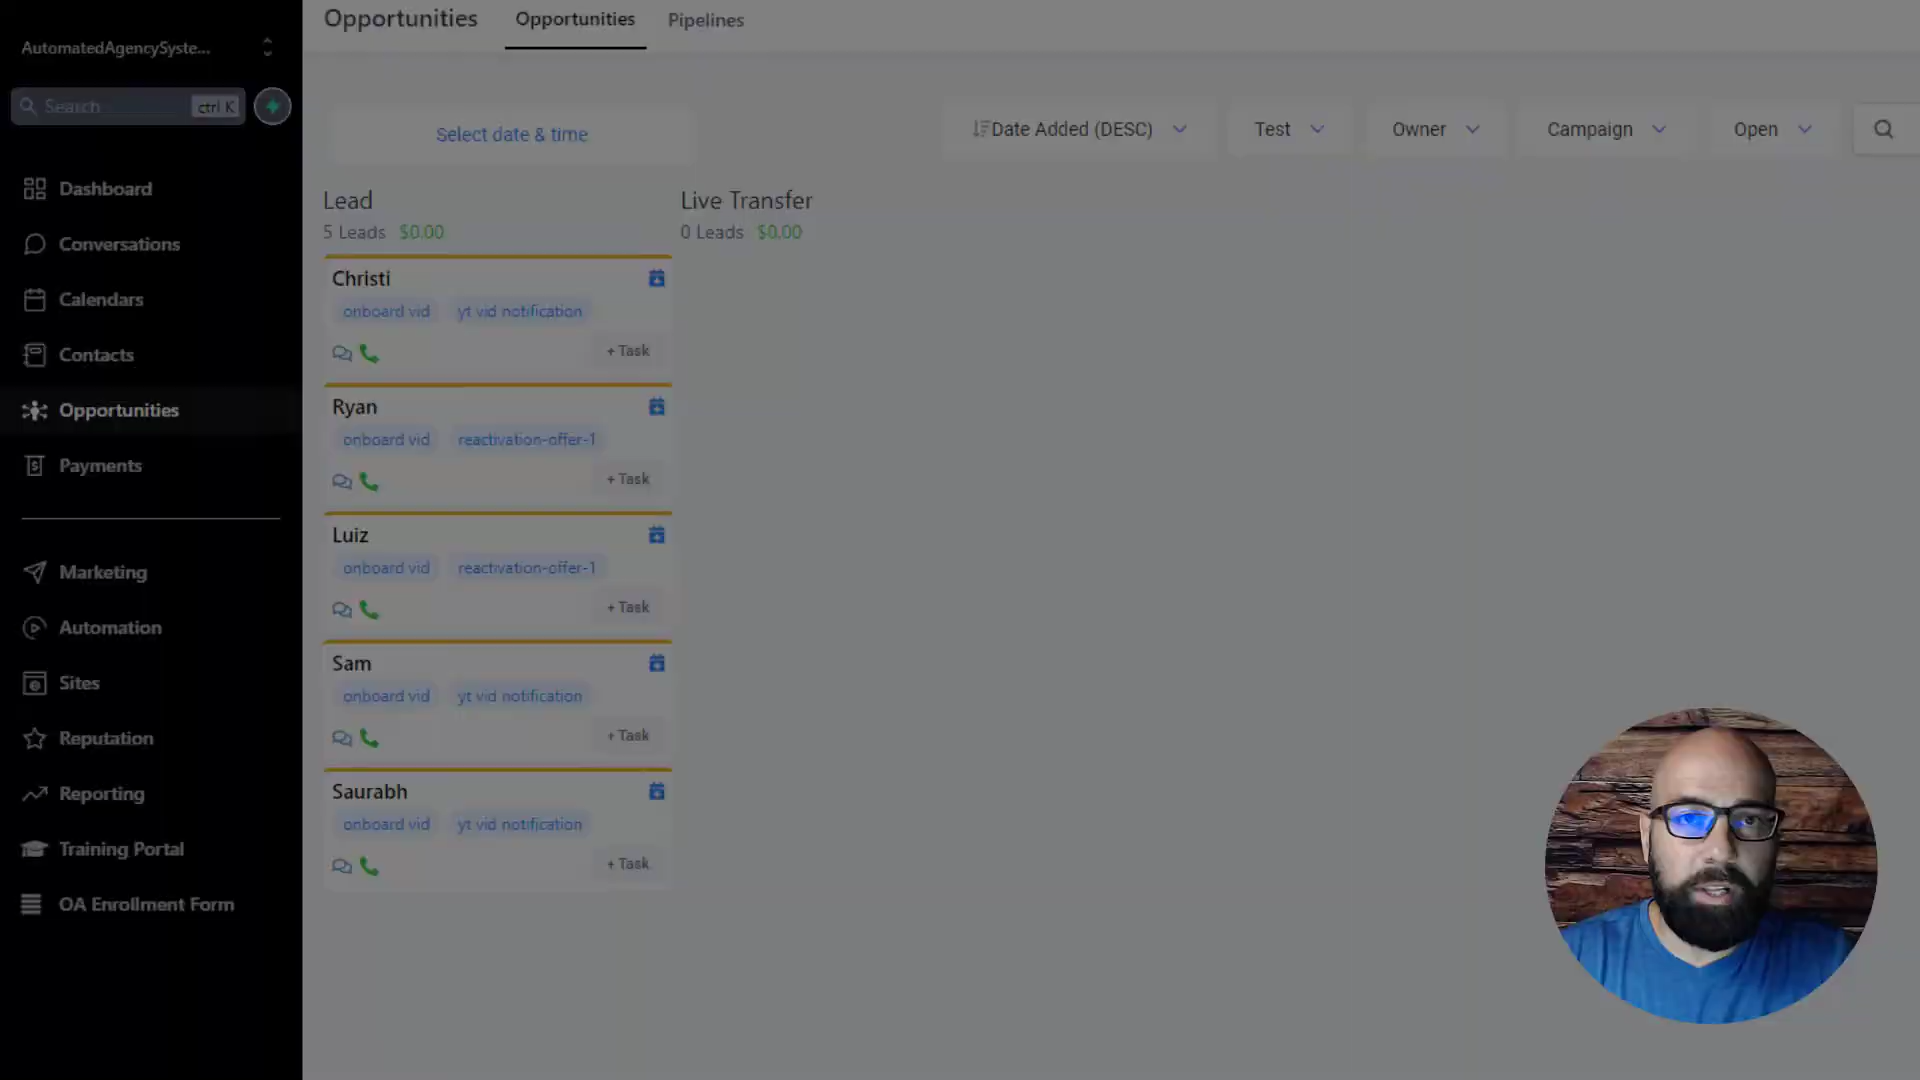 AutomatedAgencySyste...
Search
ctrl K
Dashboard
Conversations
Calendars
Contacts
Opportunities
Payments
Marketing
Automation
Sites
Reputation
Reporting
Training Portal
OA Enrollment Form
Opportunities
Opportunities
Pipelines
Select date & time
Date Added (DESC)
Test
Owner
Campaign
Open
Lead
5 Leads $0.00
Christi
onboard vid yt vid notification
+ Task
Ryan
onboard vid reactivation-offer-1
+ Task
Luiz
onboard vid reactivation-offer-1
+ Task
Sam
onboard vid yt vid notification
+ Task
Saurabh
onboard vid yt vid notification
+ Task
Live Transfer
0 Leads $0.00